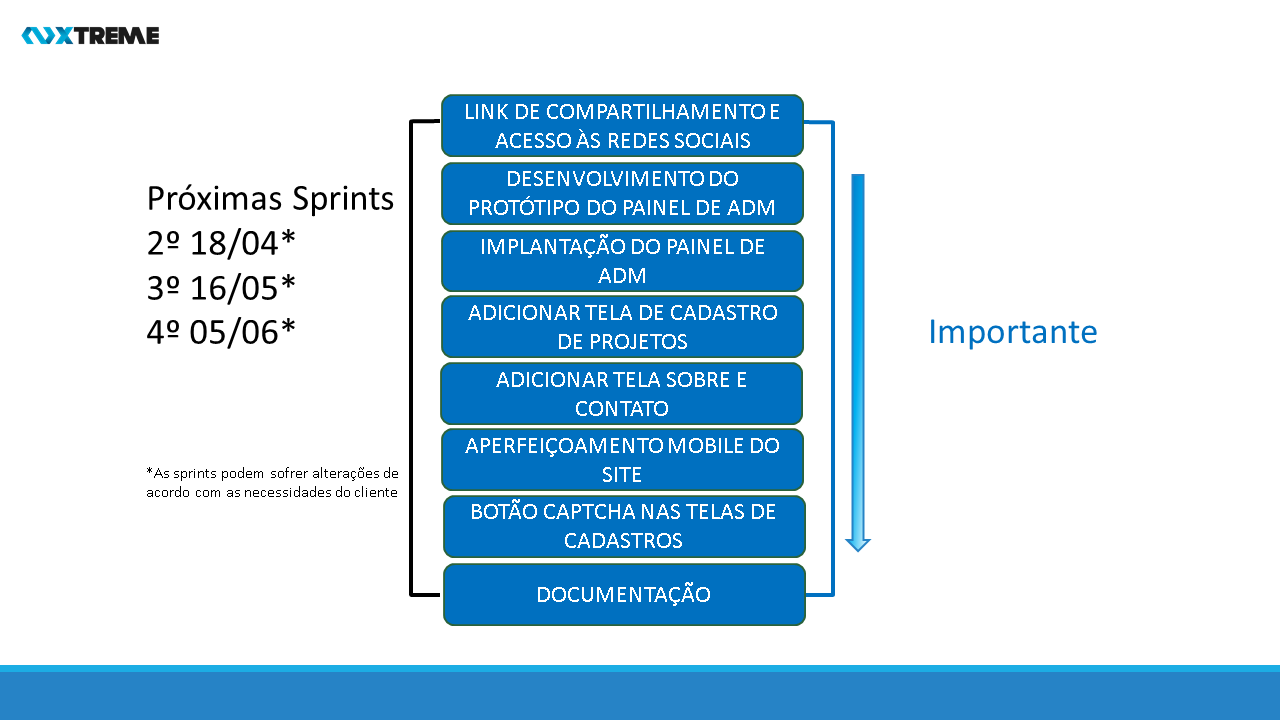 XTREME
LINK DE COMPARTILHAMENTO E
ACESSO ÀS REDES SOCIAIS
DESENVOLVIMENTO DO
PROTÓTIPO DO PAINEL DE ADM
IMPLANTAÇÃO DO PAINEL DE
ADM
ADICIONAR TELA DE CADASTRO
DE PROJETOS
ADICIONAR TELA SOBRE E
CONTATO
APERFEIÇOAMENTO MOBILE DO
SITE
BOTÃO CAPTCHA NAS TELAS DE
CADASTROS
DOCUMENTAÇÃO
Próximas Sprints
2º 18/04*
3º 16/05*
4º 05/06*
*As sprints podem sofrer alterações de
acordo com as necessidades do cliente
Importante